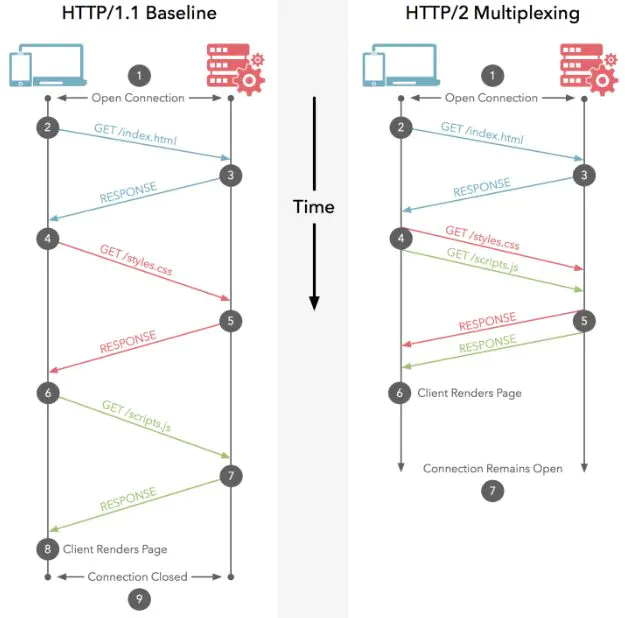 HTTP/1.1 Baseline
1
Open Connection
2
GET /index.html
3
RESPONSE
4
GET /styles.css
5
RESPONSE
6
GET /scripts.js
7
RESPONSE
8 Client Renders Page
Connection Closed
9
Time
HTTP/2 Multiplexing
1
Open Connection
2
GET /index.html
3
RESPONSE
4
GET /styles.css
GET /scripts.js
5
RESPONSE
RESPONSE
6 Client Renders Page
Connection Remains Open
7